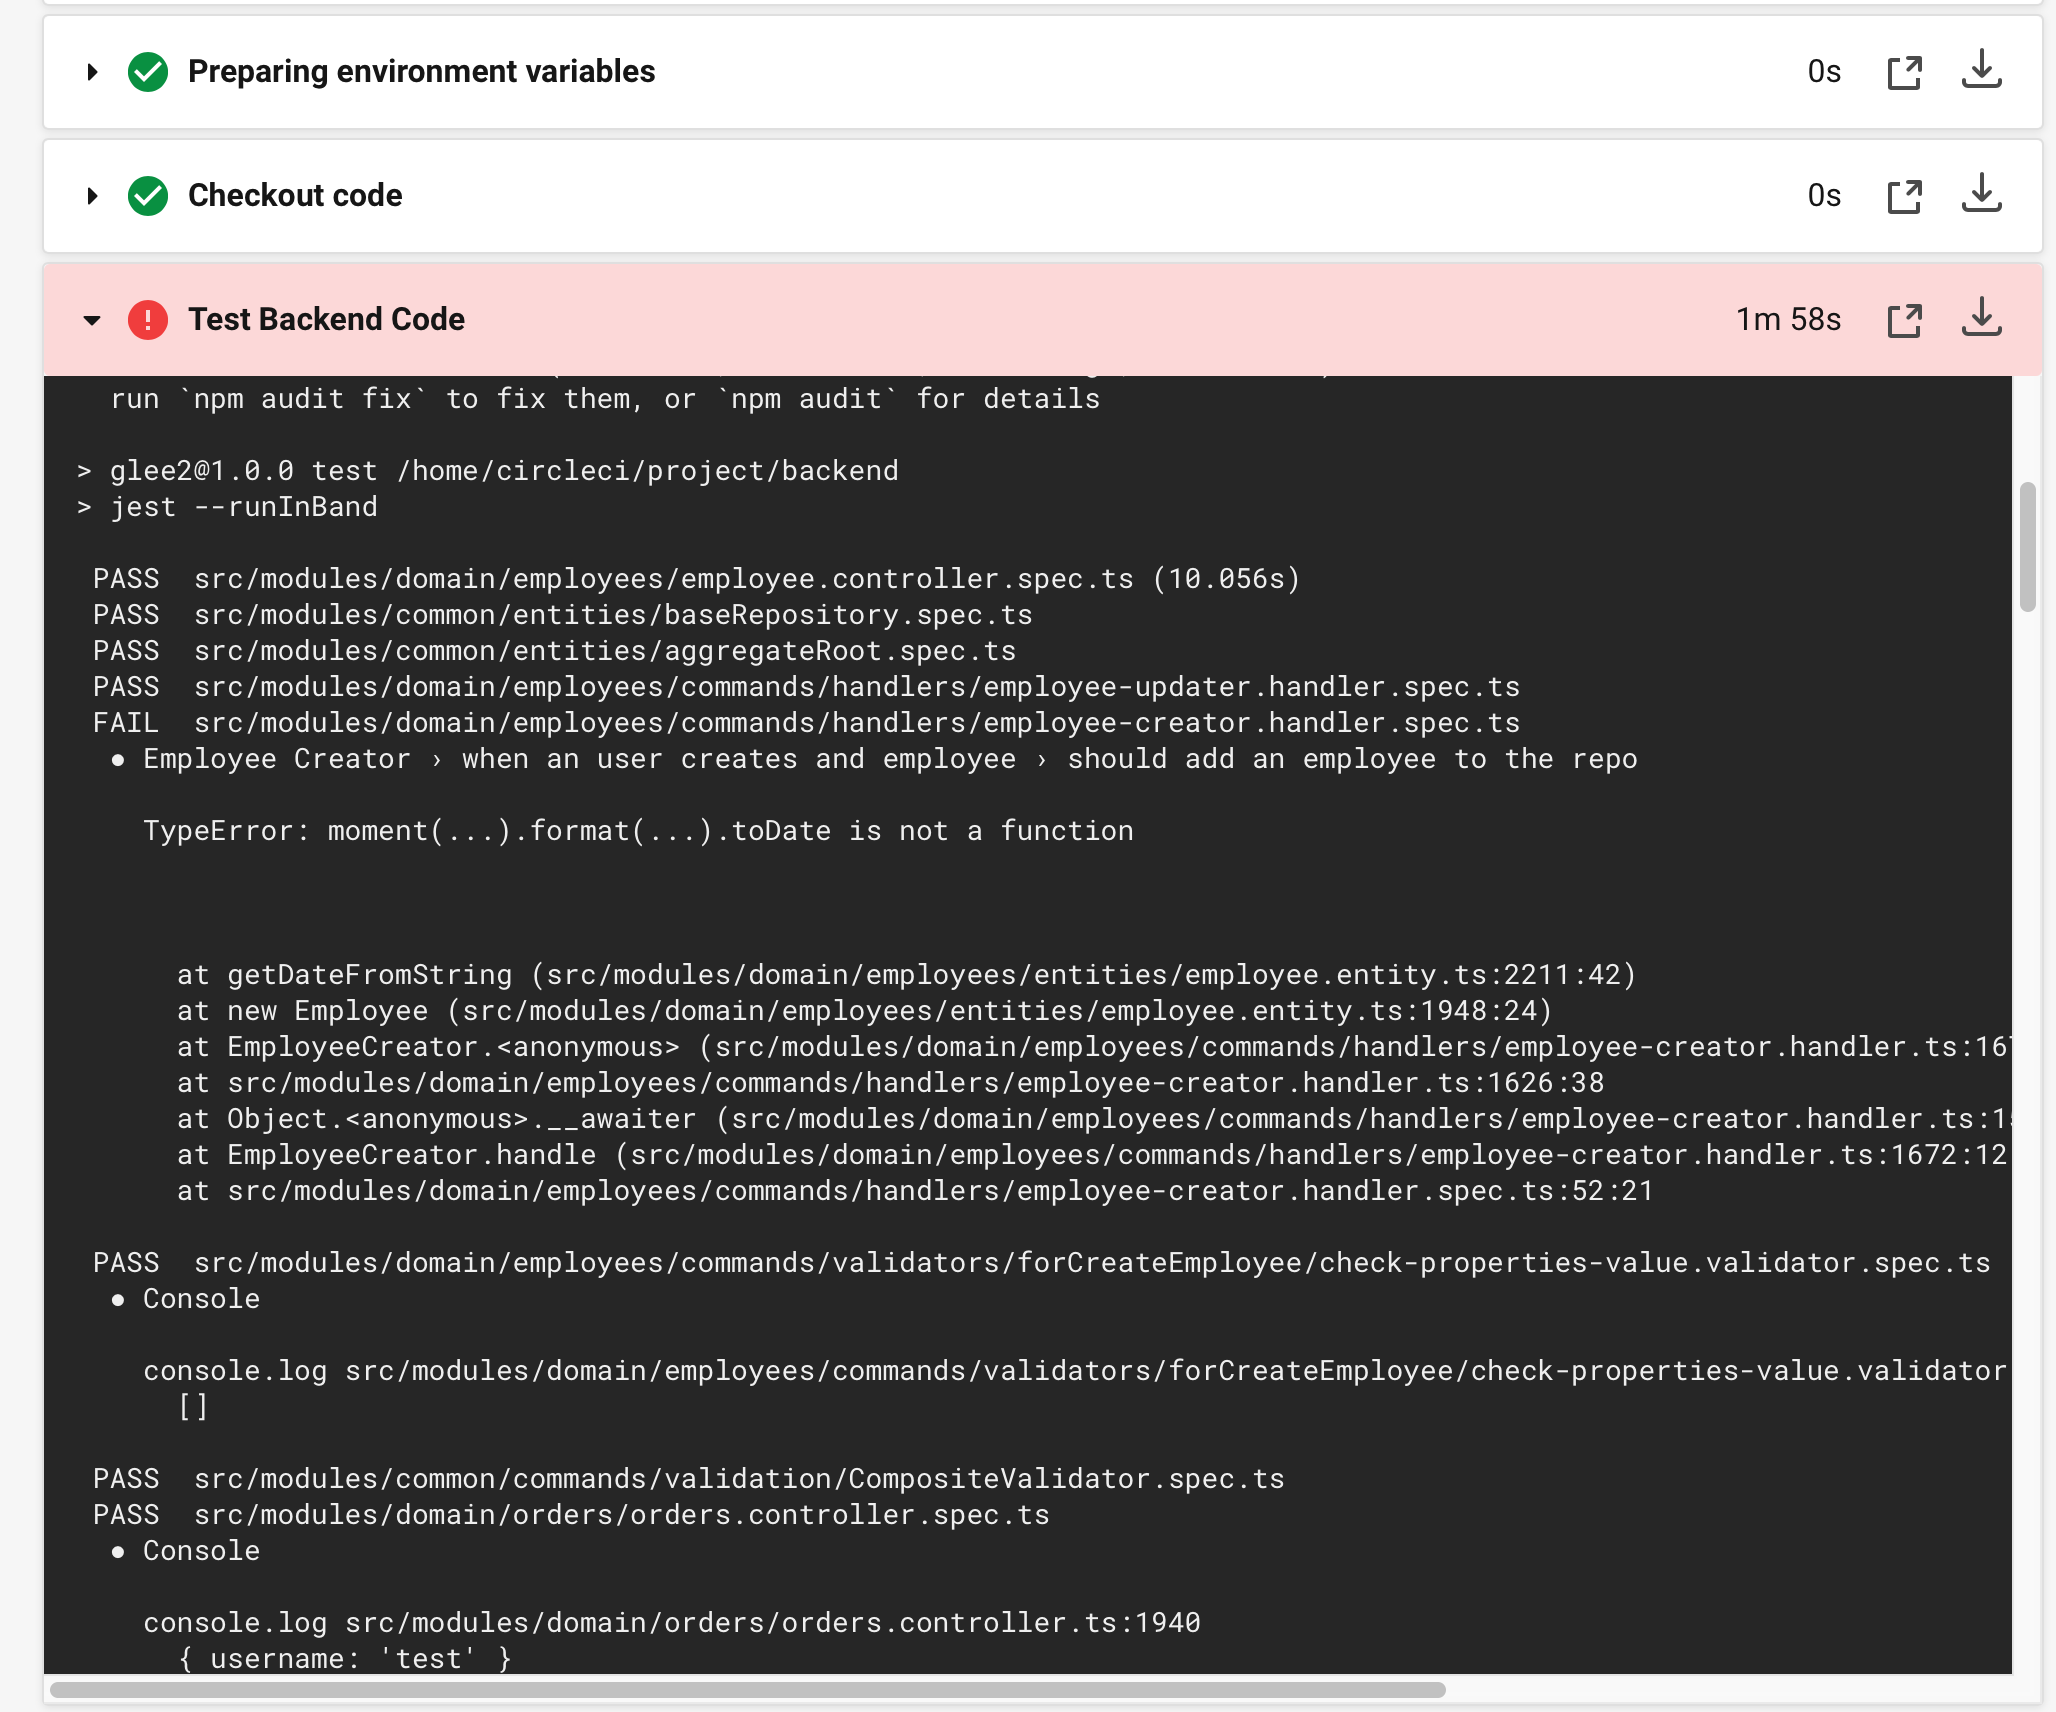 Preparing environment variables 0s
Checkout code 0s
Test Backend Code 1m 58s
run `npm audit fix` to fix them, or `npm audit` for details
> glee2@1.0.0 test /home/circleci/project/backend
> jest --runInBand
PASS src/modules/domain/employees/employee.controller.spec.ts (10.056s)
PASS src/modules/common/entities/baseRepository.spec.ts
PASS src/modules/common/entities/aggregateRoot.spec.ts
PASS src/modules/domain/employees/commands/handlers/employee-updater.handler.spec.ts
FAIL src/modules/domain/employees/commands/handlers/employee-creator.handler.spec.ts
● Employee Creator › when an user creates and employee › should add an employee to the repo
TypeError: moment(...).format(...).toDate is not a function
at getDateFromString (src/modules/domain/employees/entities/employee.entity.ts:2211:42)
at new Employee (src/modules/domain/employees/entities/employee.entity.ts:1948:24)
at EmployeeCreator.<anonymous> (src/modules/domain/employees/commands/handlers/employee-creator.handler.ts:16
at src/modules/domain/employees/commands/handlers/employee-creator.handler.ts:1626:38
at Object.<anonymous>.__awaiter (src/modules/domain/employees/commands/handlers/employee-creator.handler.ts:1
at EmployeeCreator.handle (src/modules/domain/employees/commands/handlers/employee-creator.handler.ts:1672:12
at src/modules/domain/employees/commands/handlers/employee-creator.handler.spec.ts:52:21
PASS src/modules/domain/employees/commands/validators/forCreateEmployee/check-properties-value.validator.spec.ts
● Console
console.log src/modules/domain/employees/commands/validators/forCreateEmployee/check-properties-value.validator
[]
PASS src/modules/common/commands/validation/CompositeValidator.spec.ts
PASS src/modules/domain/orders/orders.controller.spec.ts
● Console
console.log src/modules/domain/orders/orders.controller.ts:1940
{ username: 'test' }